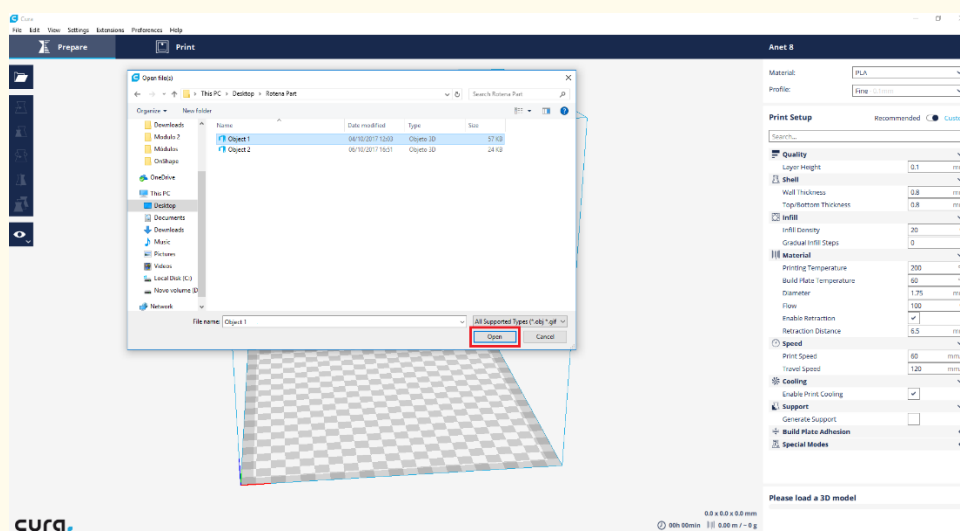 Cura
File Edit View Settings Extensions Preferences Help
Prepare Print Anet 8
Open file(s)
This PC > Desktop > Rotena Part
Search Rotena Part
Organize New folder
Name Date modified Type Size
Object 1 04/10/2017 12:03 Objeto 3D 57 KB
Object 2 06/10/2017 16:51 Objeto 3D 24 KB
Downloads
Modulo 2
Módulos
OnShape
OneDrive
This PC
Desktop
Documents
Downloads
Music
Pictures
Videos
Local Disk (C:)
Novo volume (D
Network
File name: Object 1
All Supported Types (*.obj *.gif
Open Cancel
Material: PLA
Profile: Fine 0.1mm
Print Setup Recommended Custo
Search...
Quality
Layer Height 0.1 m
Shell
Wall Thickness 0.8 m
Top/Bottom Thickness 0.8 m
Infill
Infill Density 20
Gradual Infill Steps 0
Material
Printing Temperature 200
Build Plate Temperature 60
Diameter 1.75 m
Flow 100
Enable Retraction
Retraction Distance 6.5 m
Speed
Print Speed 60 mm
Travel Speed 120 mm
Cooling
Enable Print Cooling
Support
Generate Support
Build Plate Adhesion
Special Modes
Please load a 3D model
0.0 x 0.0 x 0.0 mm
00h 00min 0.00 m / ~ 0 g
cura.